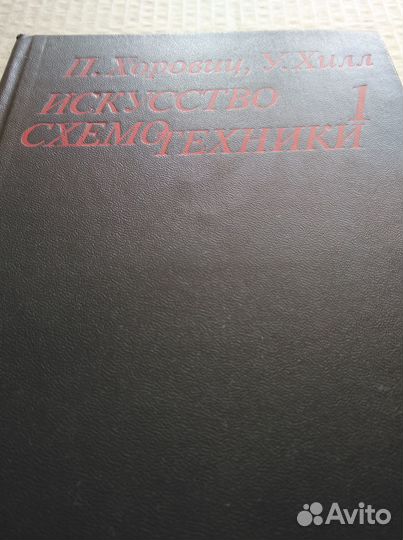 П. Хоровиц, У. Хилл
ИСКУССТВО 1
СХЕМОТЕХНИКИ
Avito